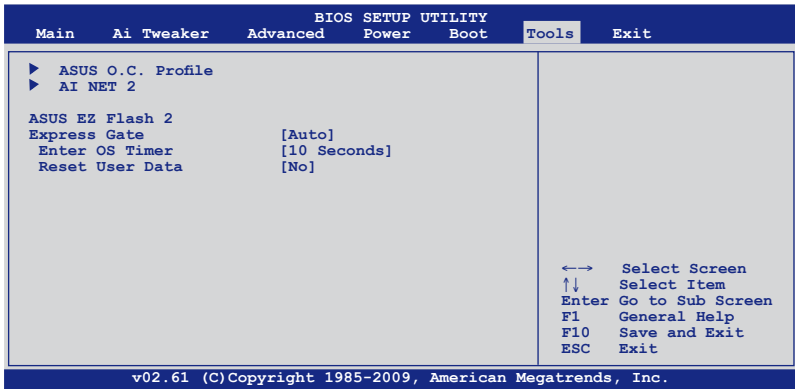 BIOS SETUP UTILITY
Main Ai Tweaker Advanced Power Boot Tools Exit
ASUS O.C. Profile
AI NET 2
ASUS EZ Flash 2
Express Gate [Auto]
Enter OS Timer [10 Seconds]
Reset User Data [No]
←→ Select Screen
↑↓ Select Item
Enter Go to Sub Screen
F1 General Help
F10 Save and Exit
ESC Exit
v02.61 (C)Copyright 1985-2009, American Megatrends, Inc.